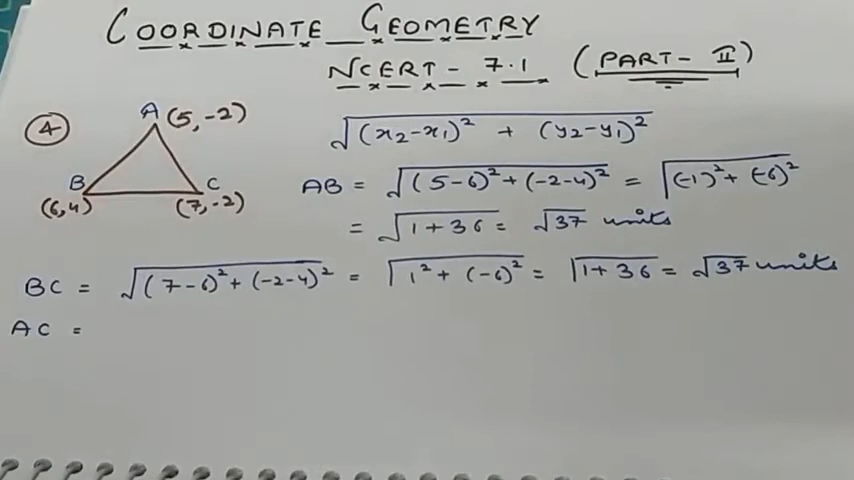 COORDINATE GEOMETRY
NCERT - 7.1 (PART - II)
4
A (5, -2)
B (6, 4)
C (7, -2)
√(x₂-x₁)² + (y₂-y₁)²
AB = √(5-6)² + (-2-4)² = √(-1)² + (-6)²
= √1+36 = √37 units
BC = √(7-6)² + (-2-4)² = √1² + (-6)² = √1+36 = √37 units
AC =